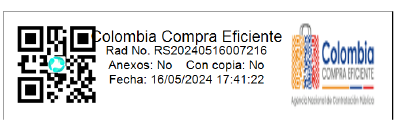 Colombia Compra Eficiente
Rad No. RS20240516007216
Anexos: No Con copia: No
Fecha: 16/05/2024 17:41:22
Colombia
COMPRA EFICIENTE
Agencia Nacional de Contratación Pública